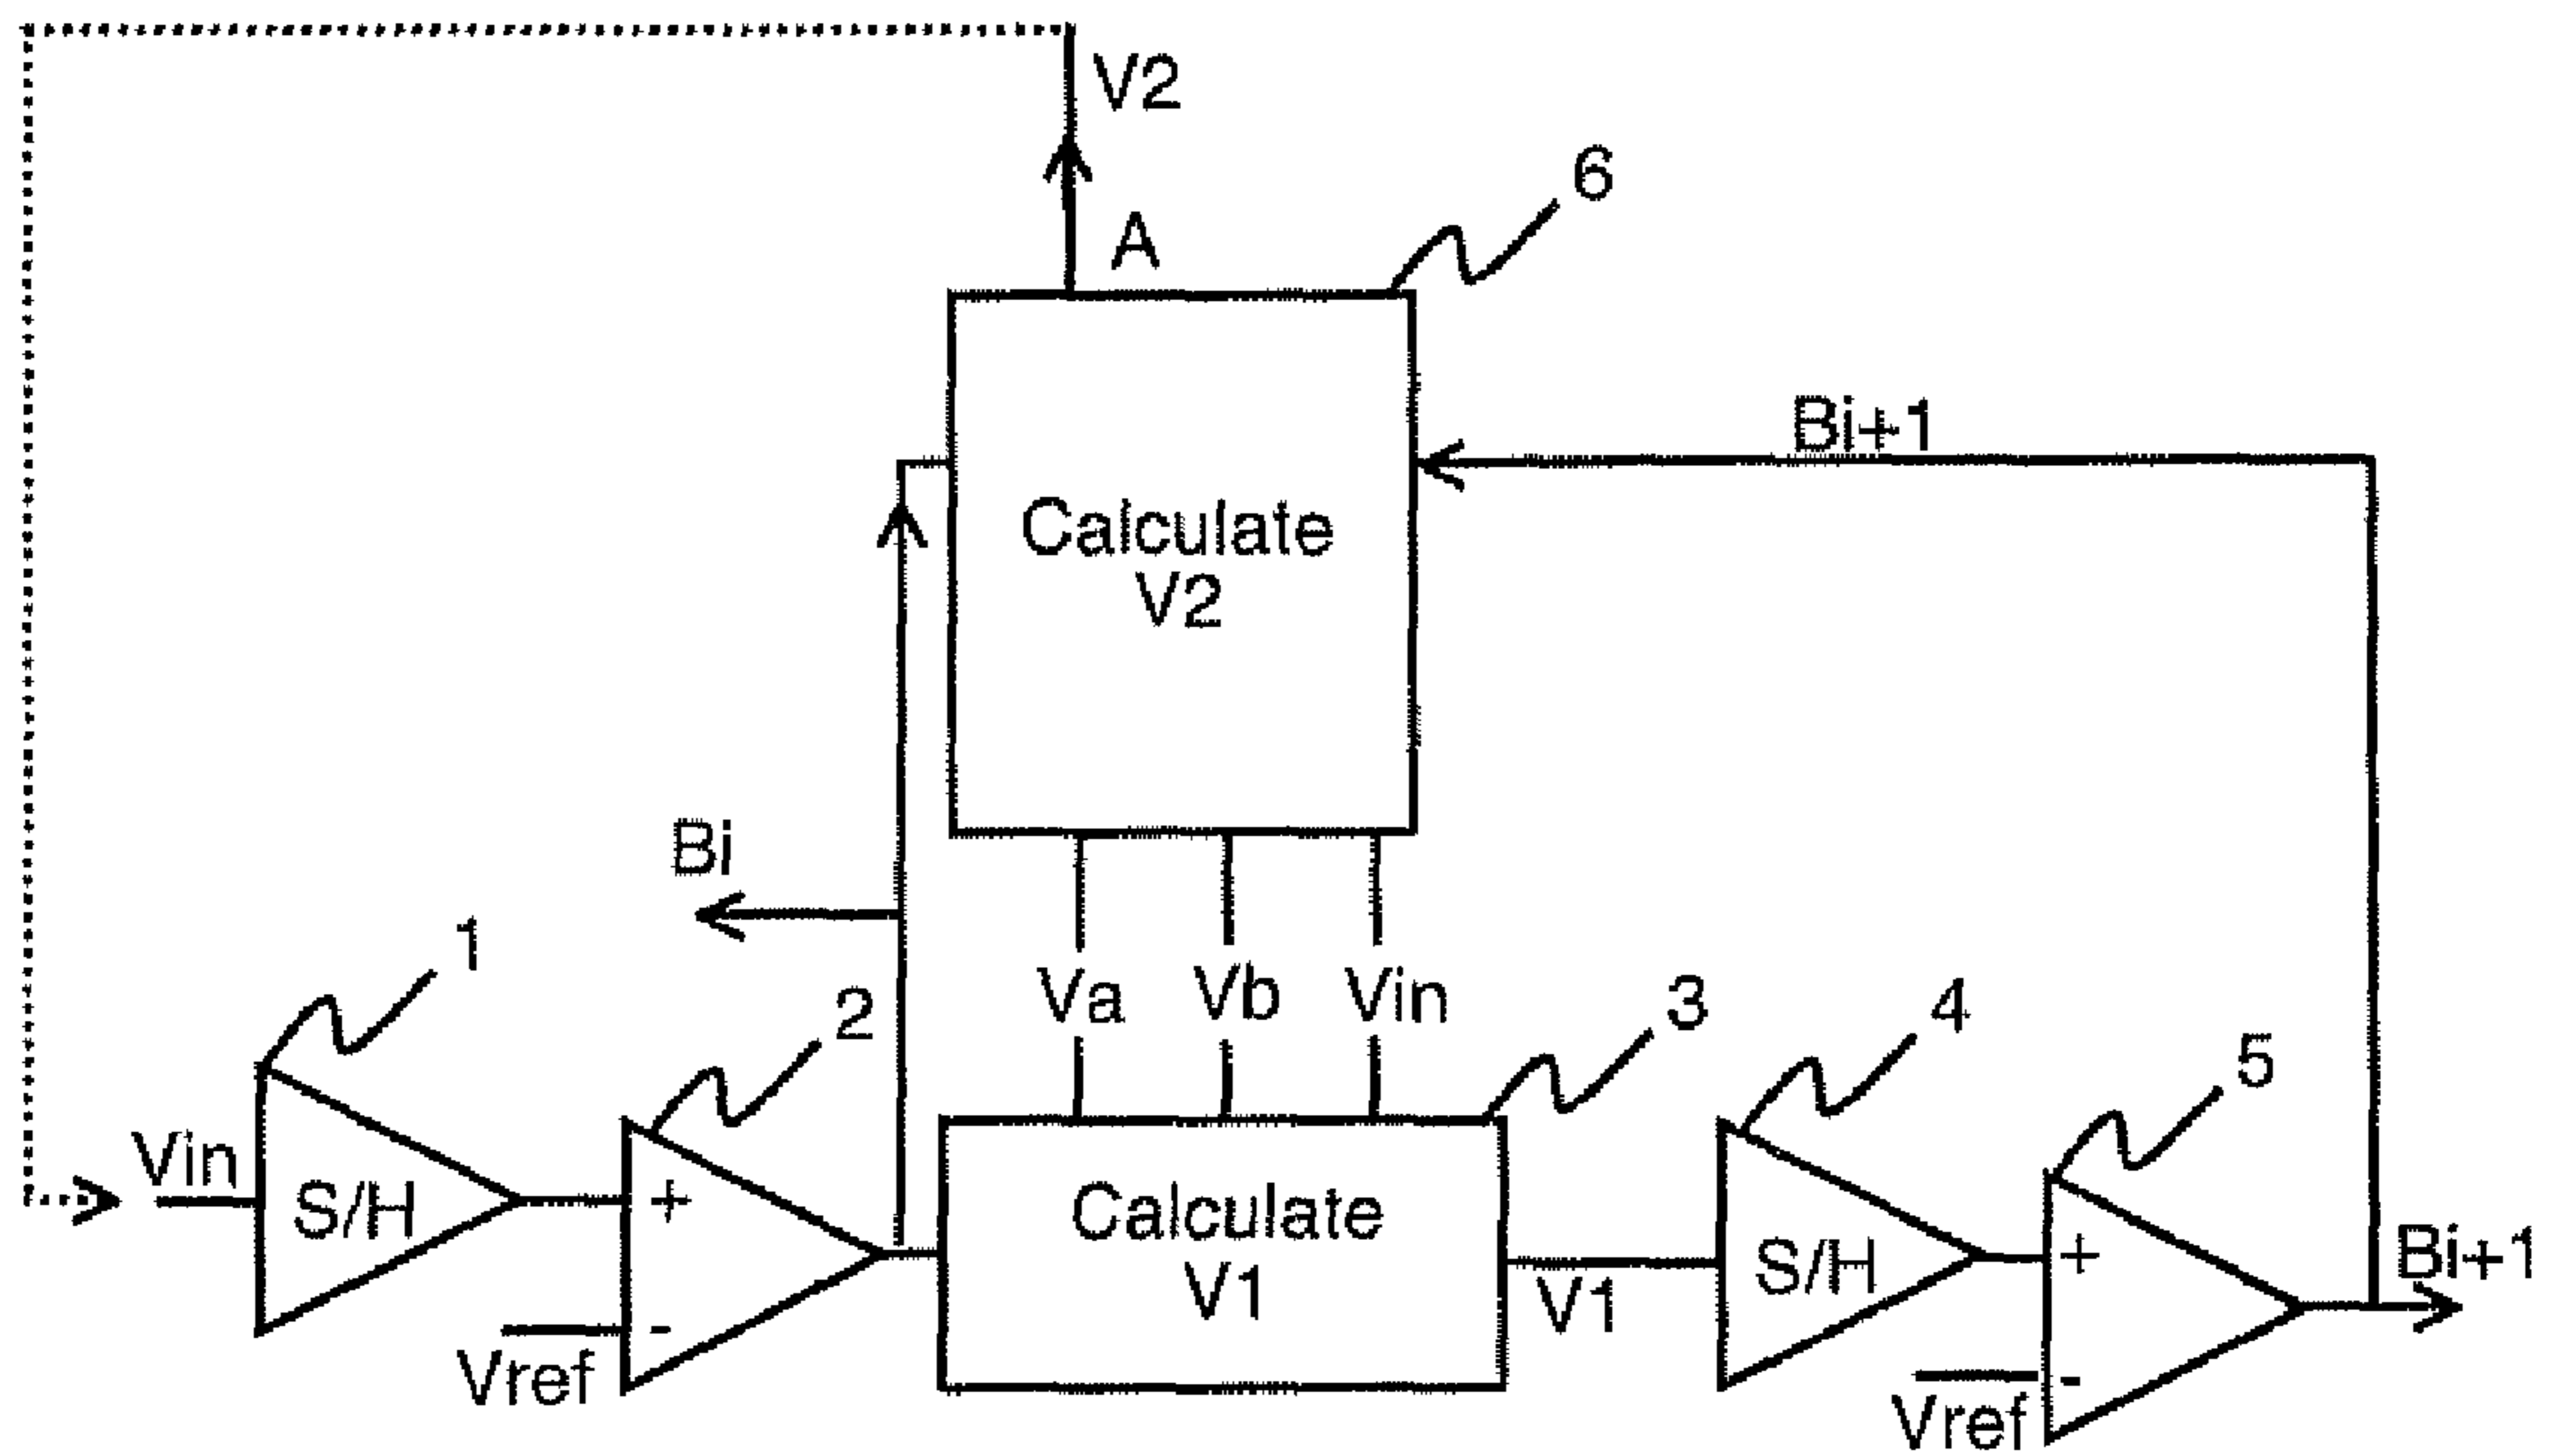 V2
A
6
Bi+1
Calculate
V2
Bi
1
2
Va Vb Vin
3
4
5
Vin
S/H
+
-
Vref
Calculate
V1
V1
S/H
+
-
Vref
Bi+1